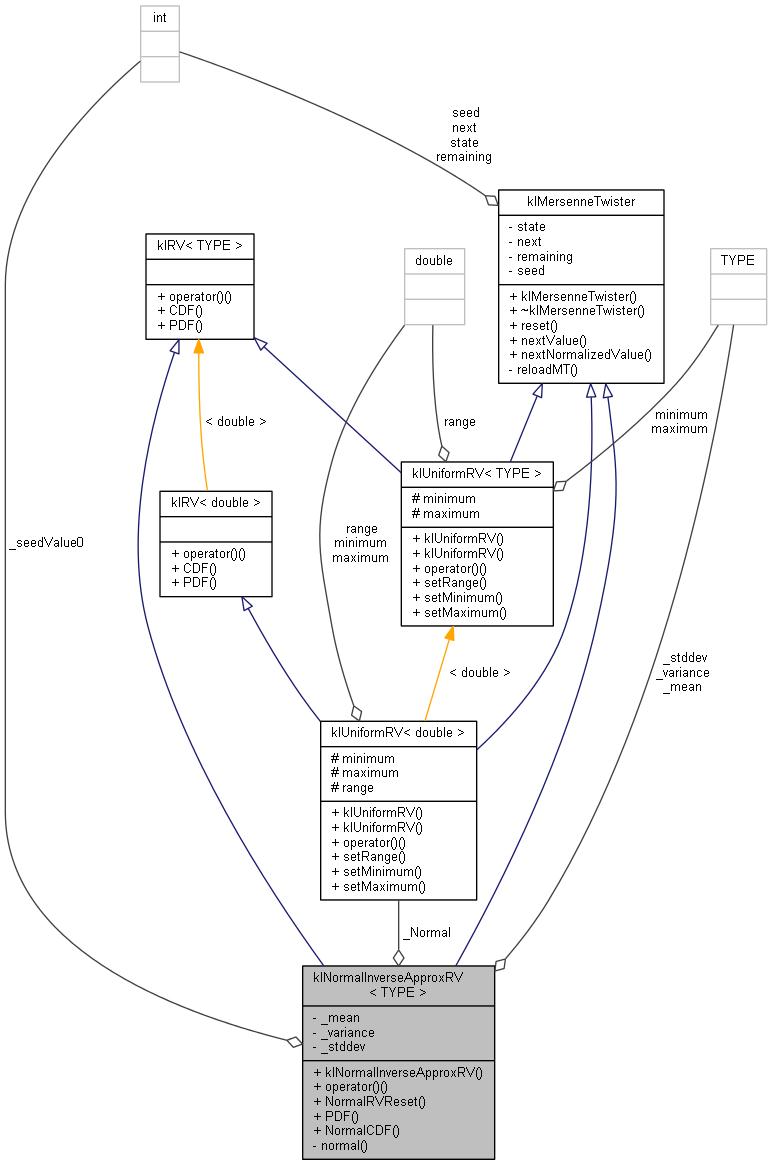 int
seed
next
state
remaining
klMersenneTwister
- state
- next
- remaining
- seed
+ klMersenneTwister()
+ ~klMersenneTwister()
+ reset()
+ nextValue()
+ nextNormalizedValue()
- reloadMT()
klRV< TYPE >
+ operator()()
+ CDF()
+ PDF()
double
TYPE
< double >
range
minimum
maximum
klUniformRV< TYPE >
# minimum
# maximum
+ klUniformRV()
+ klUniformRV()
+ operator()()
+ setRange()
+ setMinimum()
+ setMaximum()
klRV< double >
+ operator()()
+ CDF()
+ PDF()
_seedValue0
range
minimum
maximum
< double >
_stddev
_variance
_mean
klUniformRV< double >
# minimum
# maximum
# range
+ klUniformRV()
+ klUniformRV()
+ operator()()
+ setRange()
+ setMinimum()
+ setMaximum()
_Normal
klNormalInverseApproxRV
< TYPE >
- _mean
- _variance
- _stddev
+ klNormalInverseApproxRV()
+ operator()()
+ NormalRVReset()
+ PDF()
+ NormalCDF()
- normal()